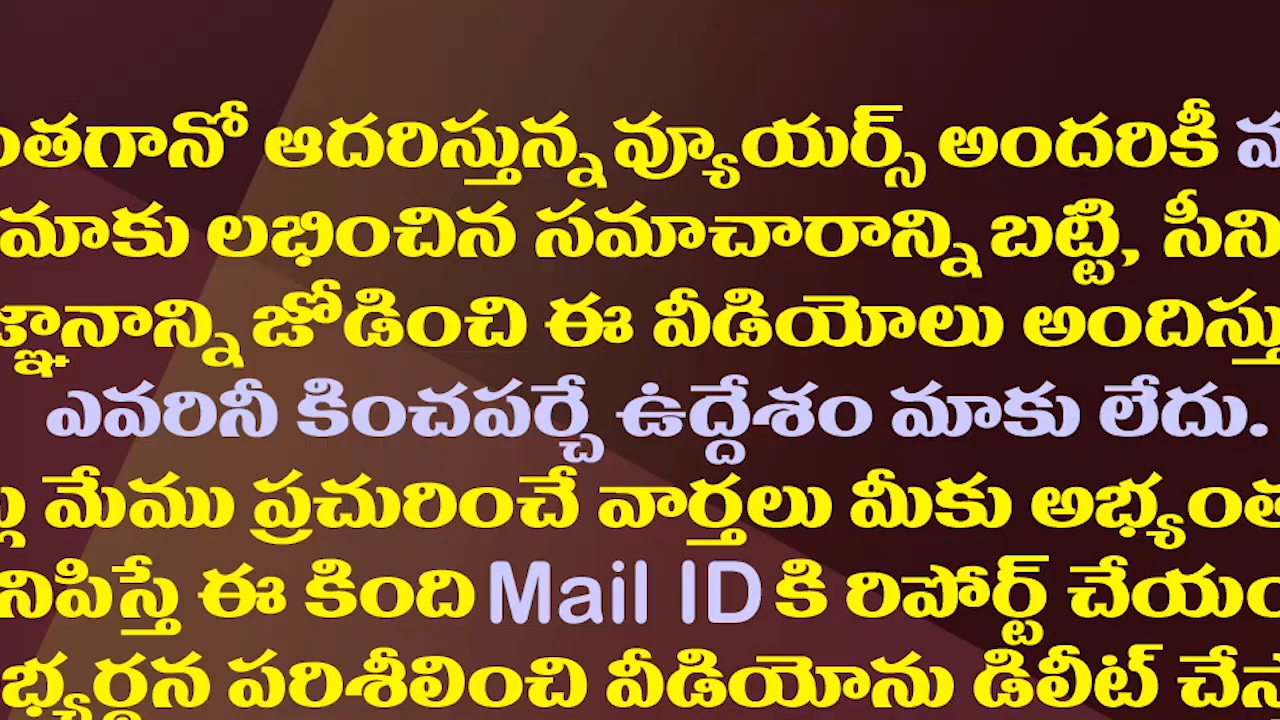 ంతగానో ఆదరిస్తున్న వ్యూయర్స్ అందరికీ
మాకు లభించిన సమాచారాన్ని బట్టి, సీని
జ్ఞానాన్ని జోడించి ఈ వీడియోలు అందిస్తు
ఎవరినీ కించపర్చే ఉద్దేశం మాకు లేదు.
మేము ప్రచురించే వార్తలు మీకు అభ్యంత
నిపిస్తే ఈ కింది Mail ID కి రిపోర్ట్ చేయం
భ్యర్థన పరిశీలించి వీడియోను డిలీట్ చేస